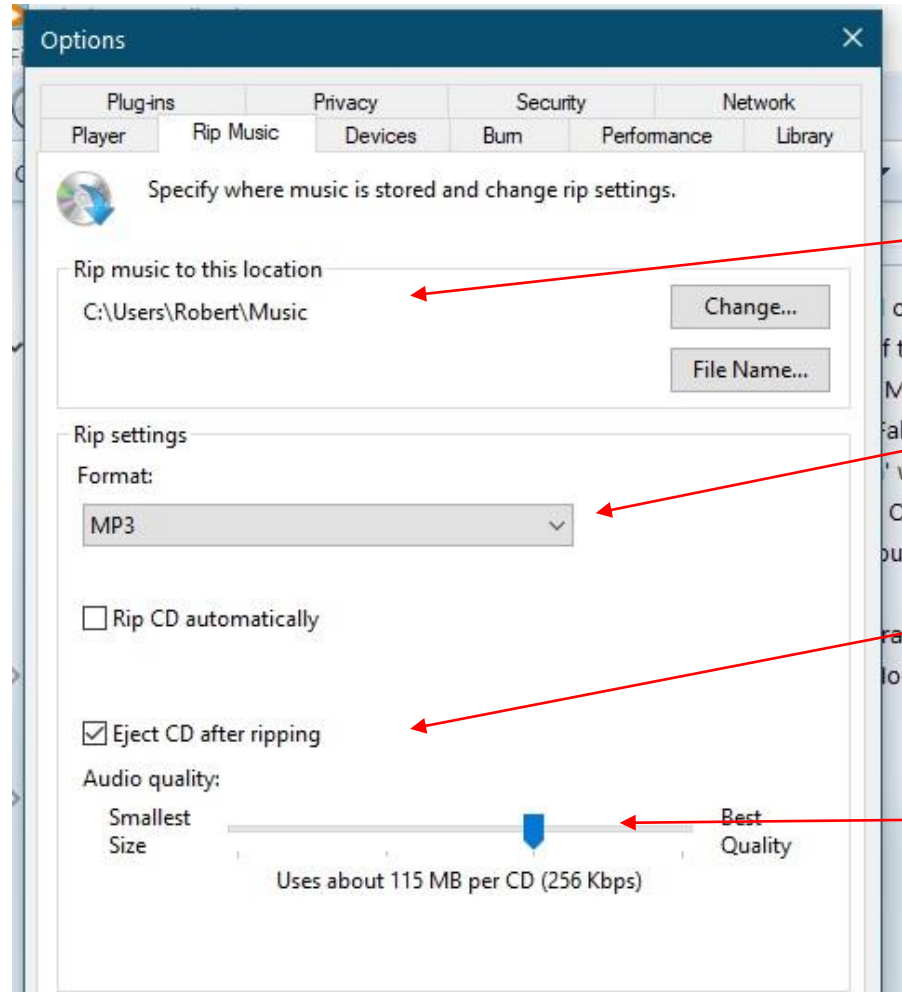 Options
Plug-ins Privacy Security Network
Player Rip Music Devices Burn Performance Library
Specify where music is stored and change rip settings.
Rip music to this location
C:\Users\Robert\Music
Change...
File Name...
Rip settings
Format:
MP3
Rip CD automatically
Eject CD after ripping
Audio quality:
Smallest Best
Size Quality
Uses about 115 MB per CD (256 Kbps)